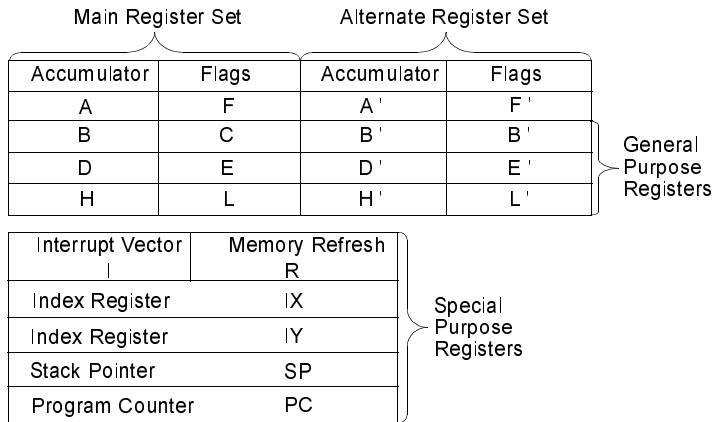 Main Register Set Alternate Register Set
Accumulator Flags Accumulator Flags
A F A' F'
B C B' B'
D E D' E'
H L H' L'
General
Purpose
Registers
Interrupt Vector Memory Refresh
I R
Index Register IX
Index Register IY
Stack Pointer SP
Program Counter PC
Special
Purpose
Registers